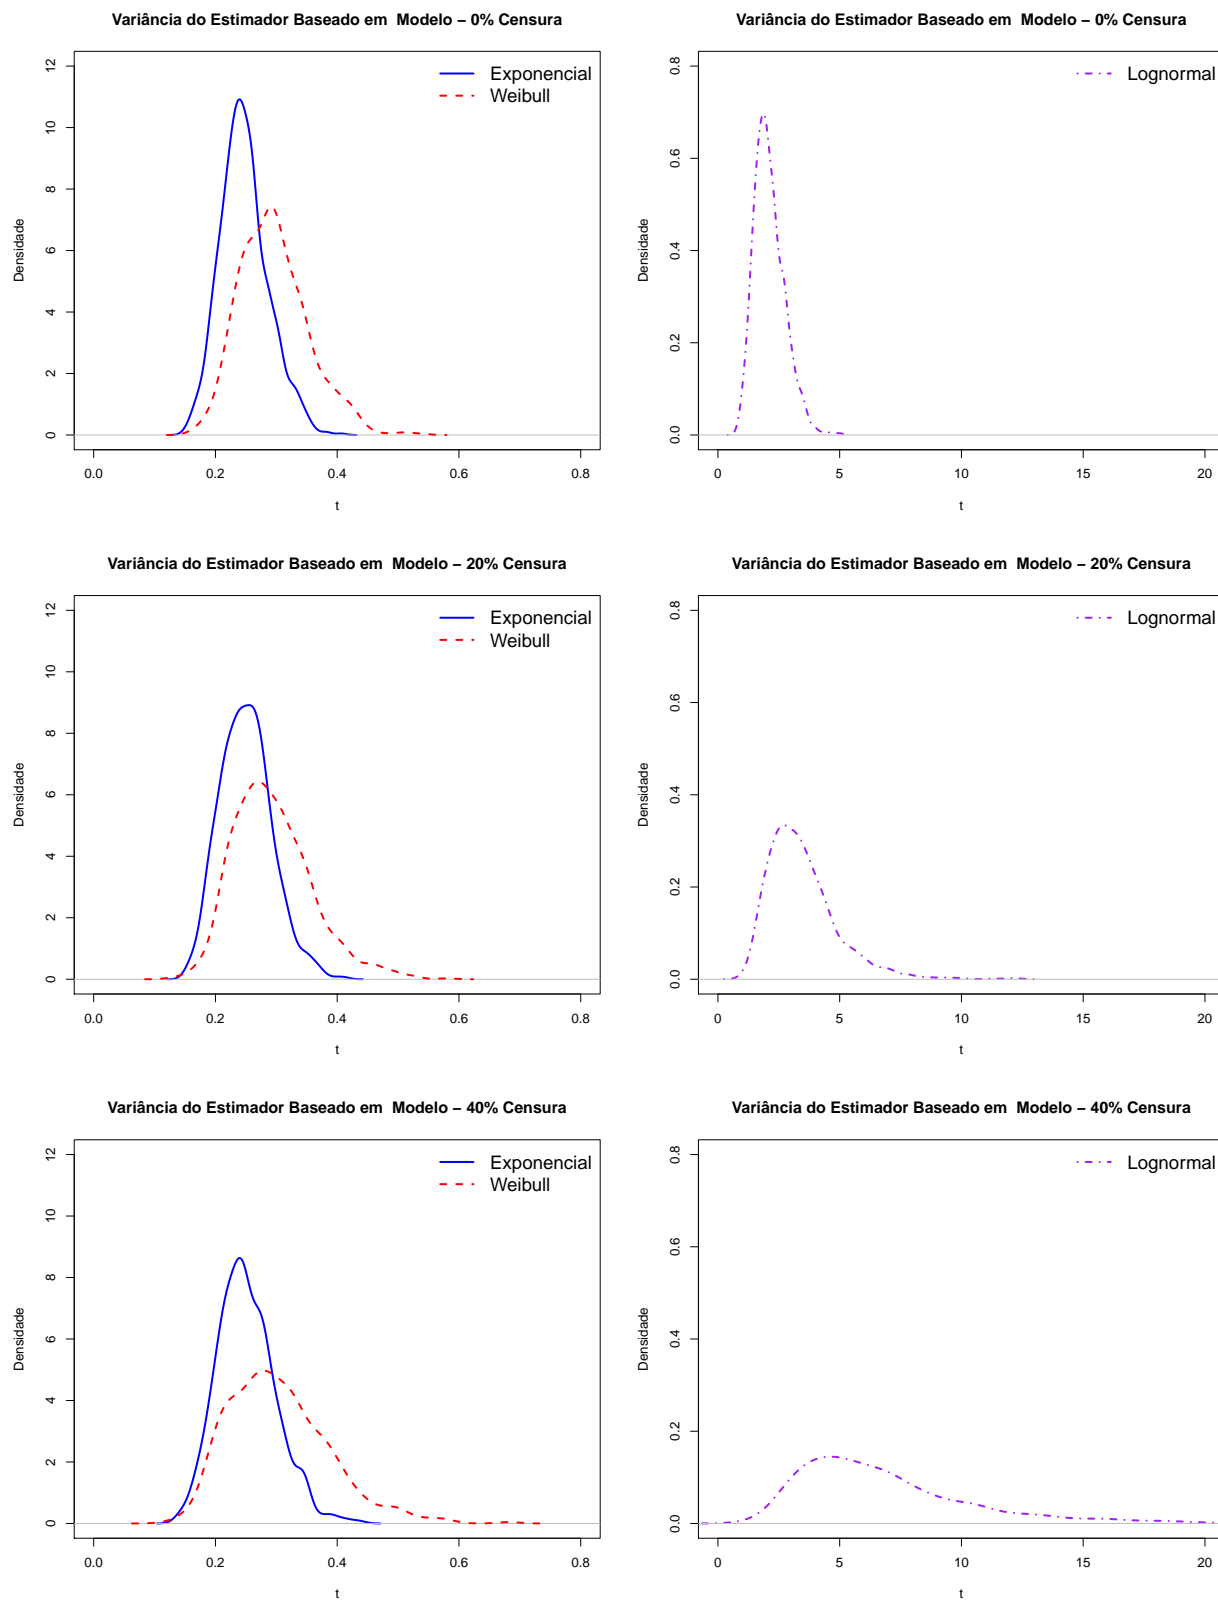 Variância do Estimador Baseado em  Modelo – 0% Censura
Densidade
12
10
8
6
4
2
0
Exponencial
Weibull
0.0 0.2 0.4 0.6 0.8
t
Variância do Estimador Baseado em  Modelo – 0% Censura
Densidade
0.8
0.6
0.4
0.2
0.0
Lognormal
0 5 10 15 20
t
Variância do Estimador Baseado em  Modelo – 20% Censura
Densidade
12
10
8
6
4
2
0
Exponencial
Weibull
0.0 0.2 0.4 0.6 0.8
t
Variância do Estimador Baseado em  Modelo – 20% Censura
Densidade
0.8
0.6
0.4
0.2
0.0
Lognormal
0 5 10 15 20
t
Variância do Estimador Baseado em  Modelo – 40% Censura
Densidade
12
10
8
6
4
2
0
Exponencial
Weibull
0.0 0.2 0.4 0.6 0.8
t
Variância do Estimador Baseado em  Modelo – 40% Censura
Densidade
0.8
0.6
0.4
0.2
0.0
Lognormal
0 5 10 15 20
t